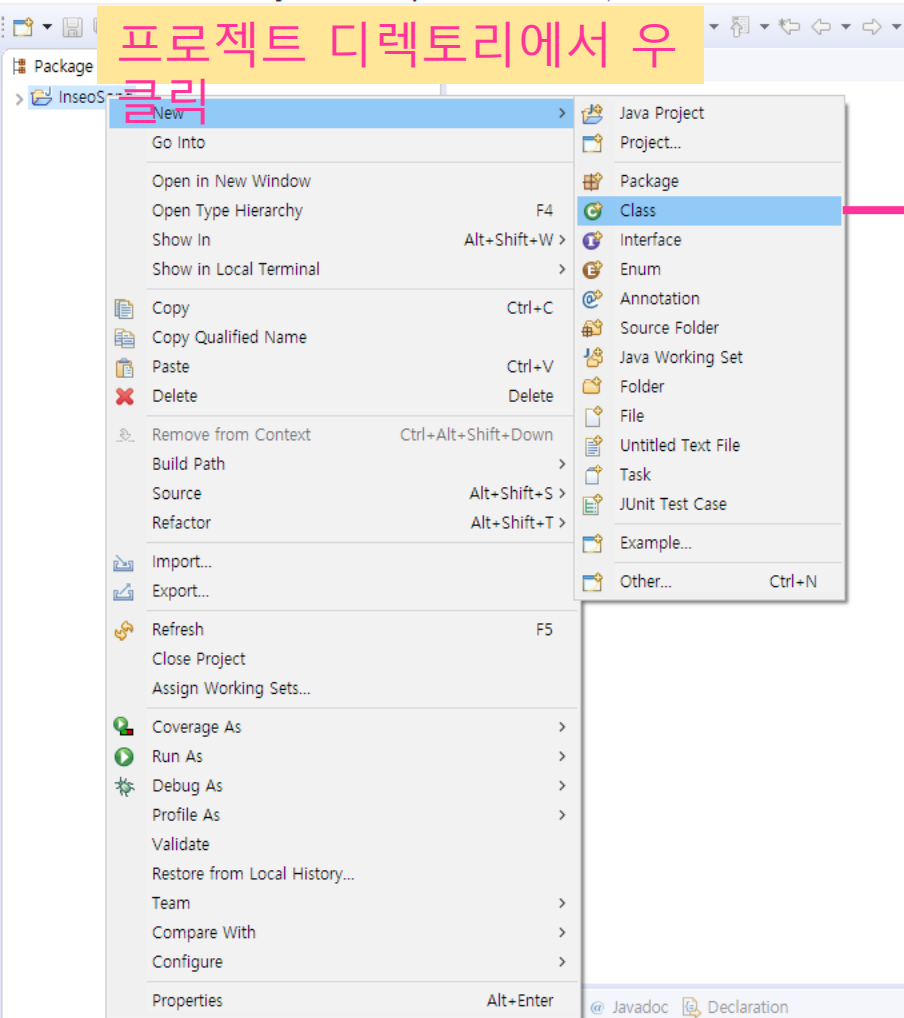 프로젝트 디렉토리에서 우
클릭
Package
InseoSong
New
Go Into
Open in New Window
Open Type Hierarchy F4
Show In Alt+Shift+W >
Show in Local Terminal >
Copy Ctrl+C
Copy Qualified Name
Paste Ctrl+V
Delete Delete
Remove from Context Ctrl+Alt+Shift+Down
Build Path >
Source Alt+Shift+S >
Refactor Alt+Shift+T >
Import...
Export...
Refresh F5
Close Project
Assign Working Sets...
Coverage As >
Run As >
Debug As >
Profile As >
Validate
Restore from Local History...
Team >
Compare With >
Configure >
Properties Alt+Enter
Java Project
Project...
Package
Class
Interface
Enum
Annotation
Source Folder
Java Working Set
Folder
File
Untitled Text File
Task
JUnit Test Case
Example...
Other... Ctrl+N
@ Javadoc Declaration